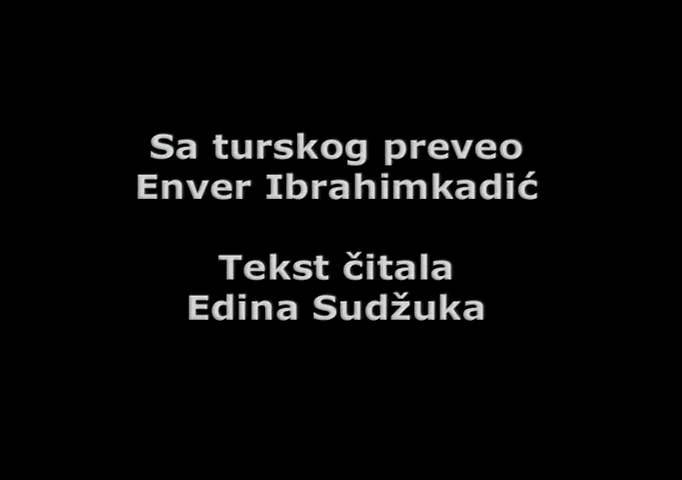 Sa turskog preveo
Enver Ibrahimkadić
Tekst čitala
Edina Sudžuka